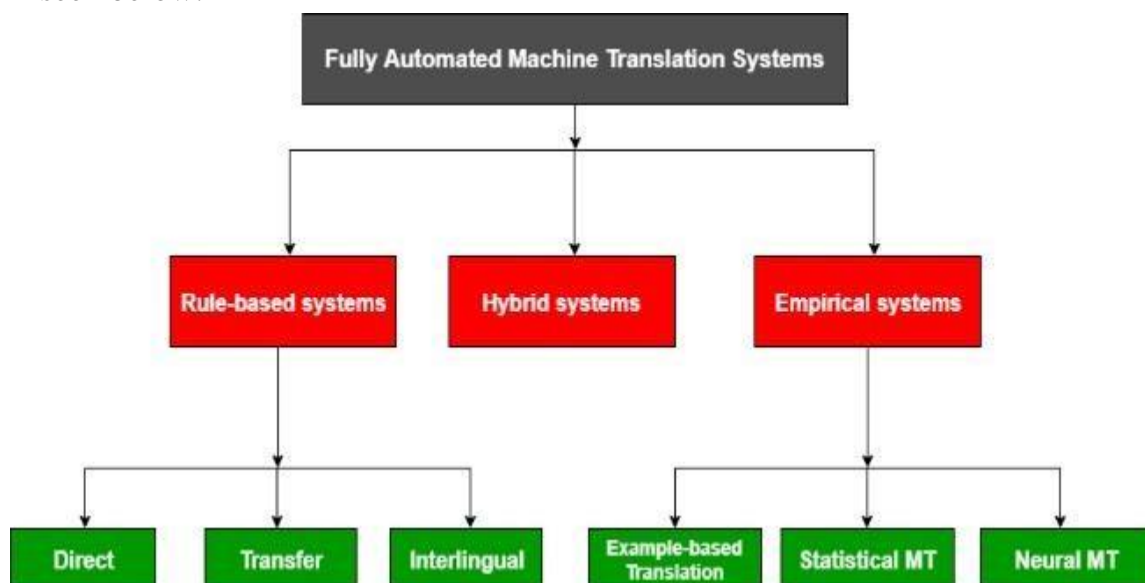 Fully Automated Machine Translation Systems
Rule-based systems
Hybrid systems
Empirical systems
Direct
Transfer
Interlingual
Example-based
Translation
Statistical MT
Neural MT